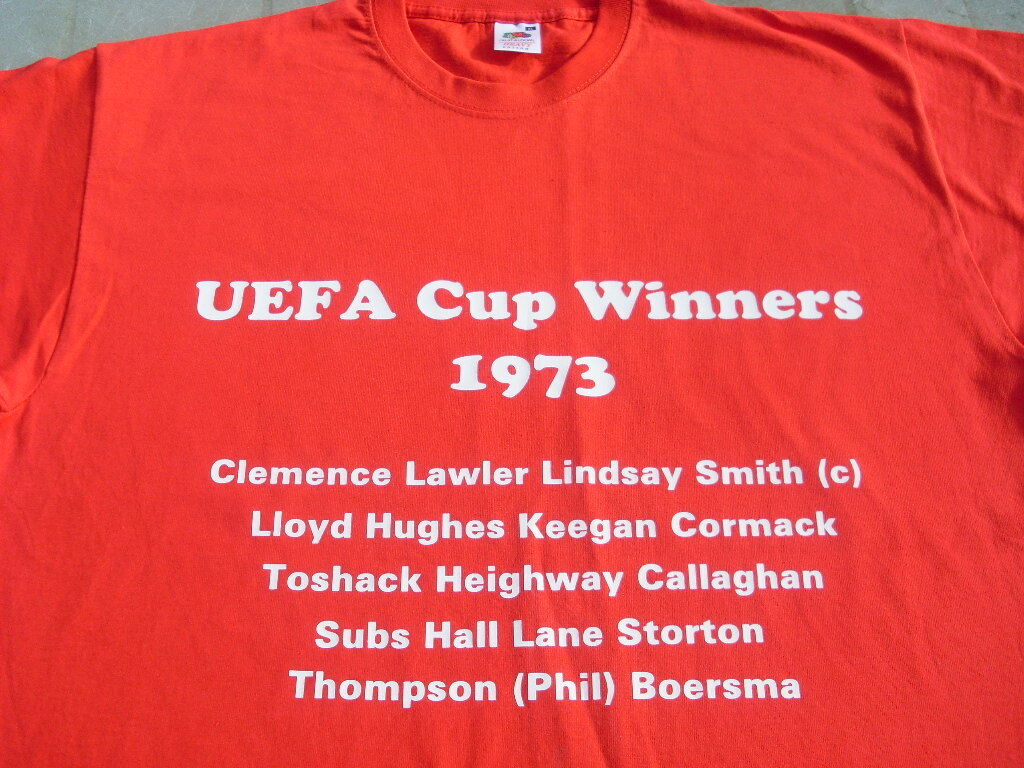 UEFA Cup Winners
1973
Clemence Lawler Lindsay Smith (c)
Lloyd Hughes Keegan Cormack
Toshack Heighway Callaghan
Subs Hall Lane Storton
Thompson (Phil) Boersma